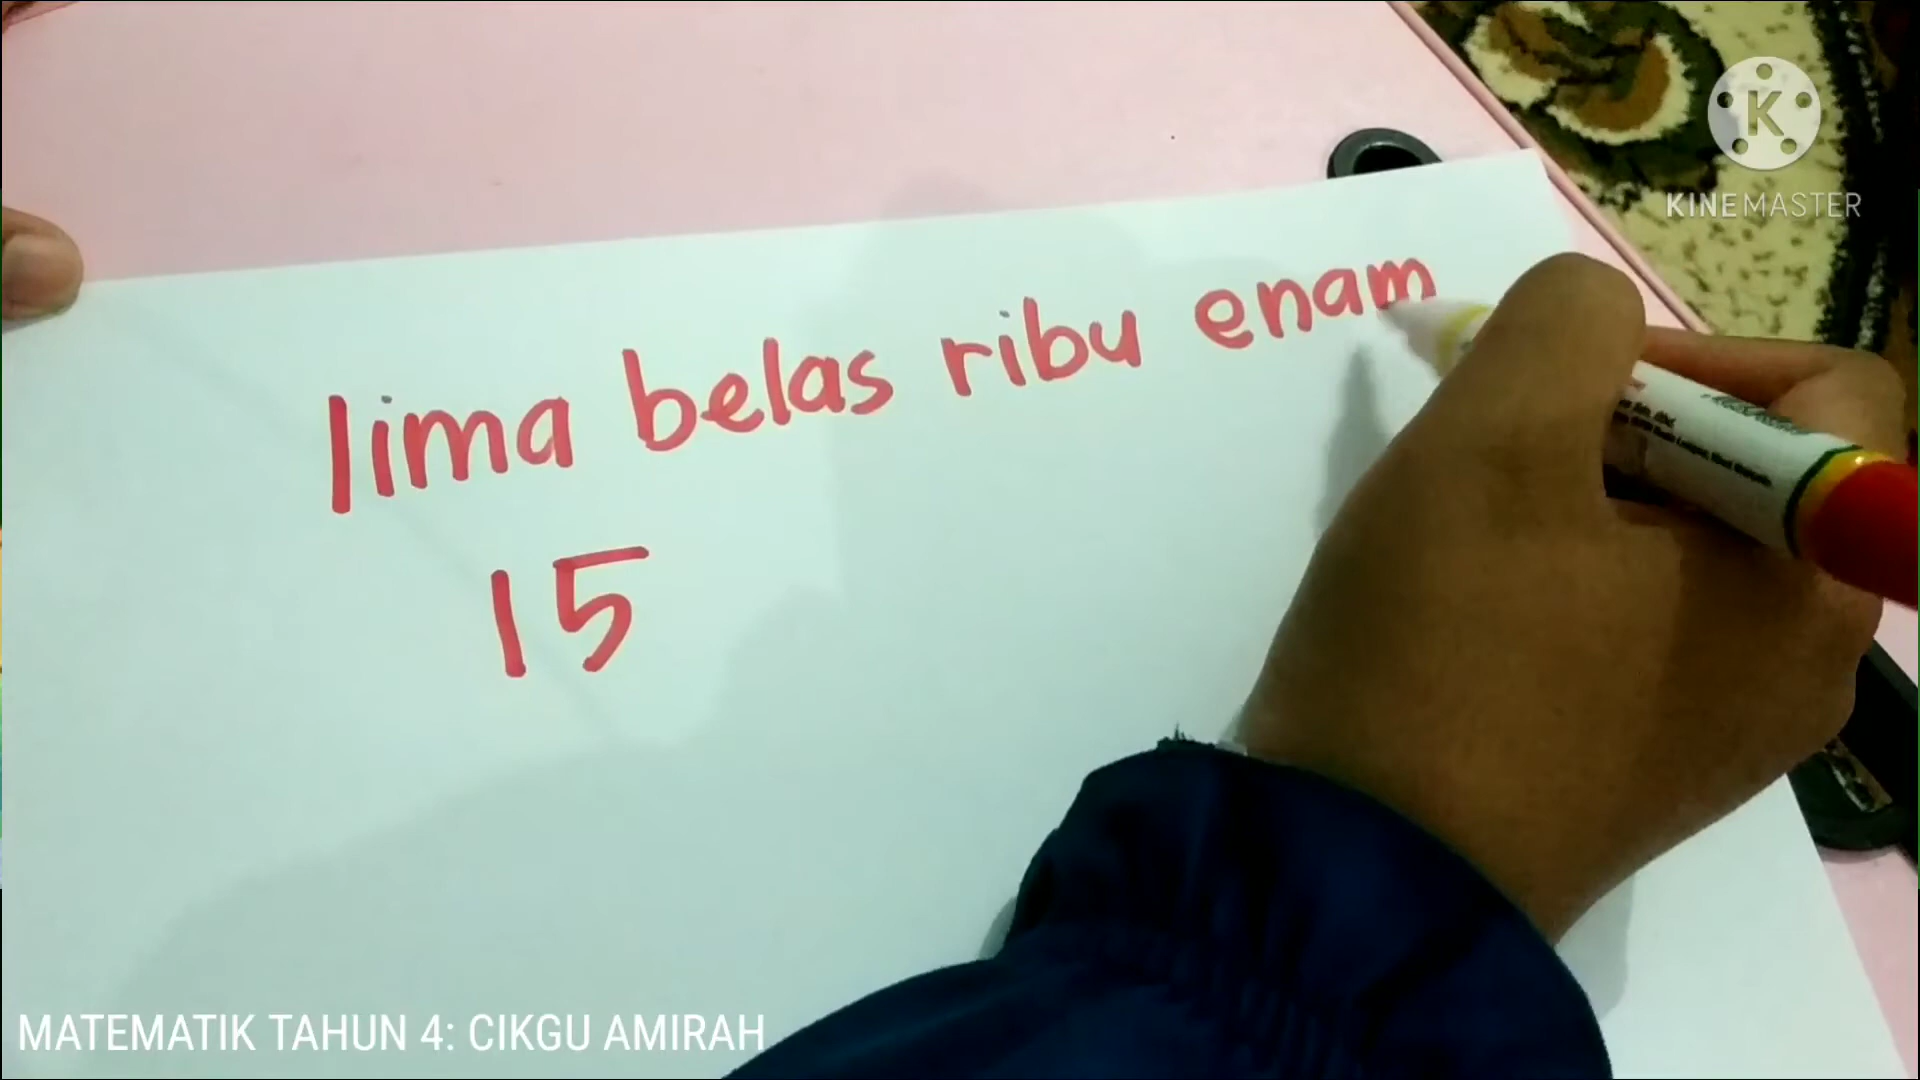 KINEMASTER
lima belas ribu enam
15
MATEMATIK TAHUN 4: CIKGU AMIRAH